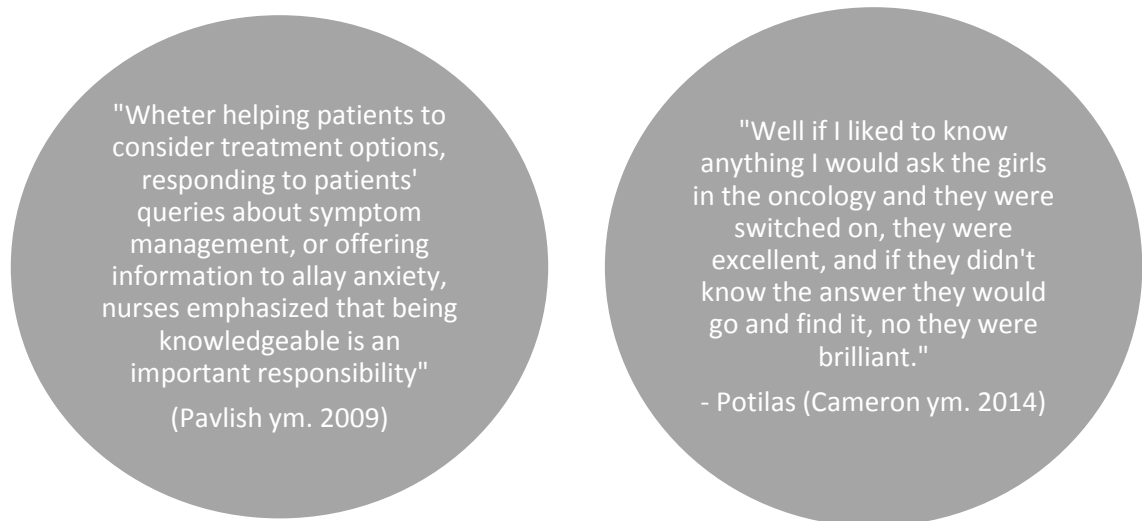 "Wheter helping patients to
consider treatment options,
responding to patients'
queries about symptom
management, or offering
information to allay anxiety,
nurses emphasized that being
knowledgeable is an
important responsibility"
(Pavlish ym. 2009)
"Well if I liked to know
anything I would ask the girls
in the oncology and they were
switched on, they were
excellent, and if they didn't
know the answer they would
go and find it, no they were
brilliant."
- Potilas (Cameron ym. 2014)